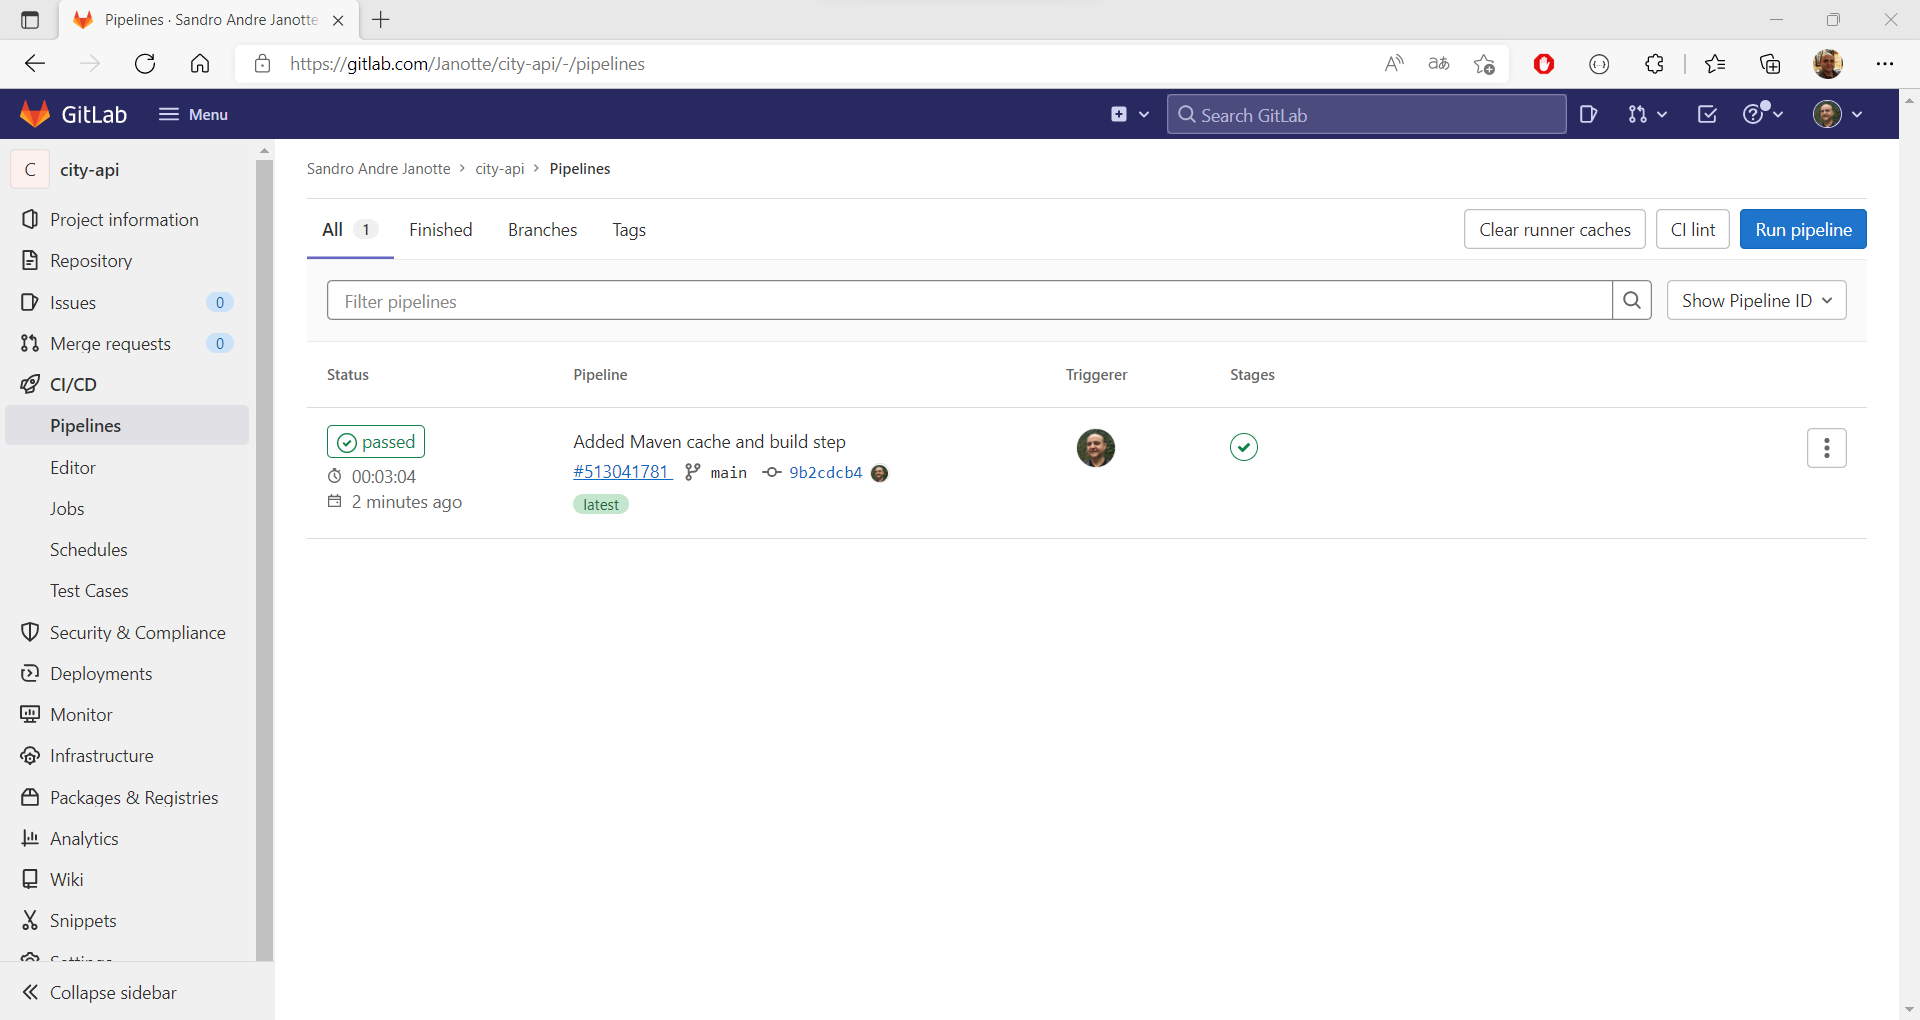 Pipelines · Sandro Andre Janotte
https://gitlab.com/Janotte/city-api/-/pipelines
GitLab
Menu
Search GitLab
C
city-api
Project information
Repository
Issues 0
Merge requests 0
CI/CD
Pipelines
Editor
Jobs
Schedules
Test Cases
Security & Compliance
Deployments
Monitor
Infrastructure
Packages & Registries
Analytics
Wiki
Snippets
Settings
Collapse sidebar
Sandro Andre Janotte > city-api > Pipelines
All 1 Finished Branches Tags
Clear runner caches CI lint Run pipeline
Filter pipelines
Show Pipeline ID
Status Pipeline Triggerer Stages
passed
00:03:04
2 minutes ago
Added Maven cache and build step
#513041781 main 9b2cdcb4
latest